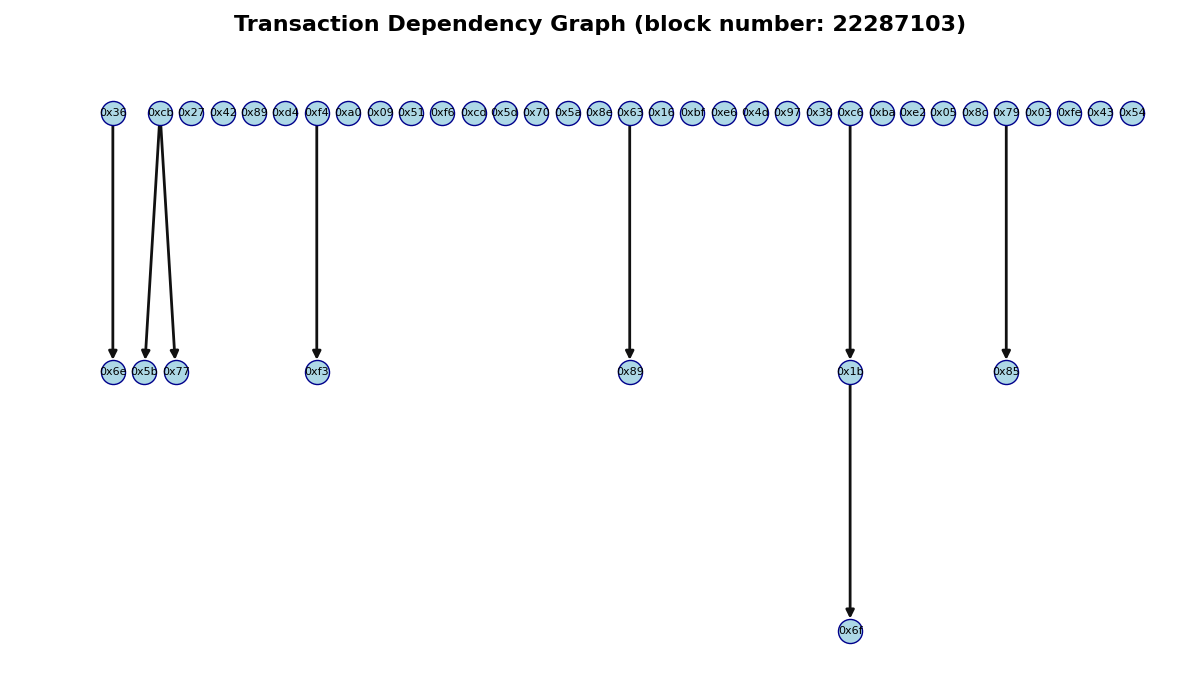 Transaction Dependency Graph (block number: 22287103)
0x36 0xcb 0x27 0x42 0x89 0xd4 0xf4 0xa0 0x09 0x51 0xf6 0xcd 0x5d 0x70 0x5a 0x8e 0x63 0x16 0xbf 0xe6 0x4d 0x97 0x38 0xc6 0xba 0xe2 0x05 0x8c 0x79 0x03 0xfe 0x43 0x54
0x6e 0x5b 0x77 0xf3 0x89 0x1b 0x85
0x6f